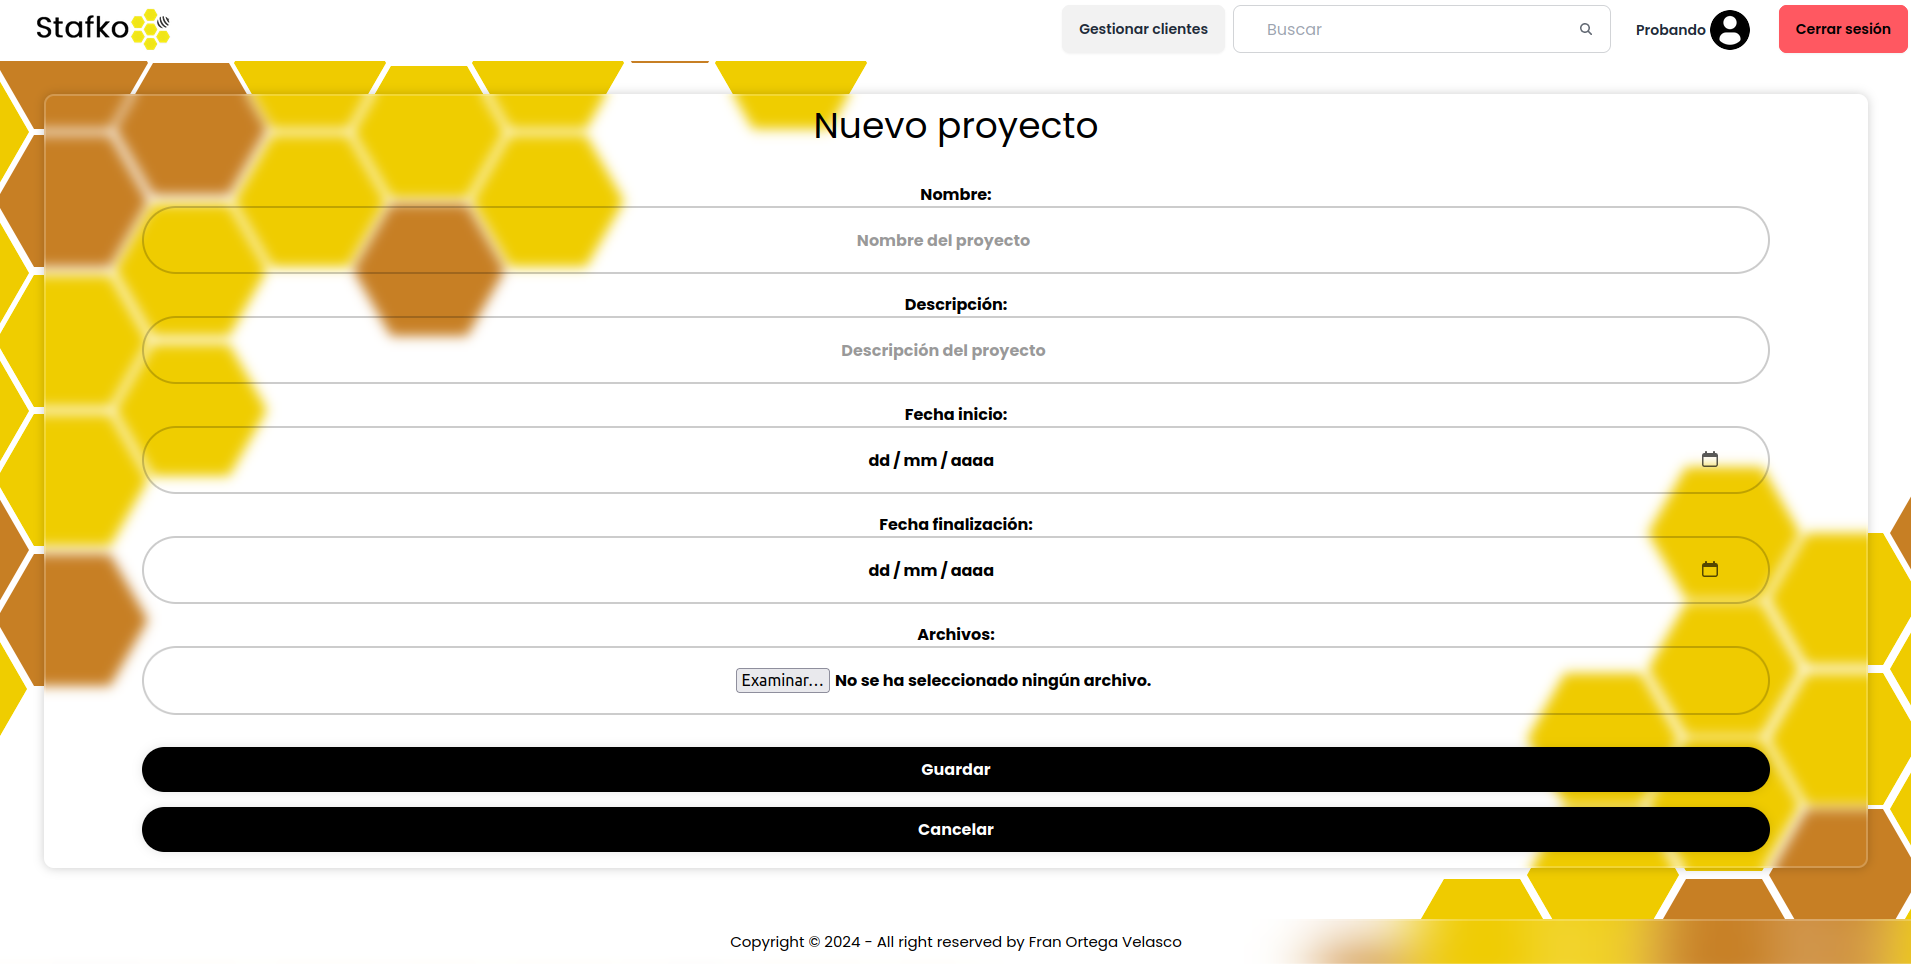 Stafko
Gestionar clientes
Buscar
Probando
Cerrar sesión
Nuevo proyecto
Nombre:
Nombre del proyecto
Descripción:
Descripción del proyecto
Fecha inicio:
dd / mm / aaaa
Fecha finalización:
dd / mm / aaaa
Archivos:
Examinar... No se ha seleccionado ningún archivo.
Guardar
Cancelar
Copyright © 2024 - All right reserved by Fran Ortega Velasco